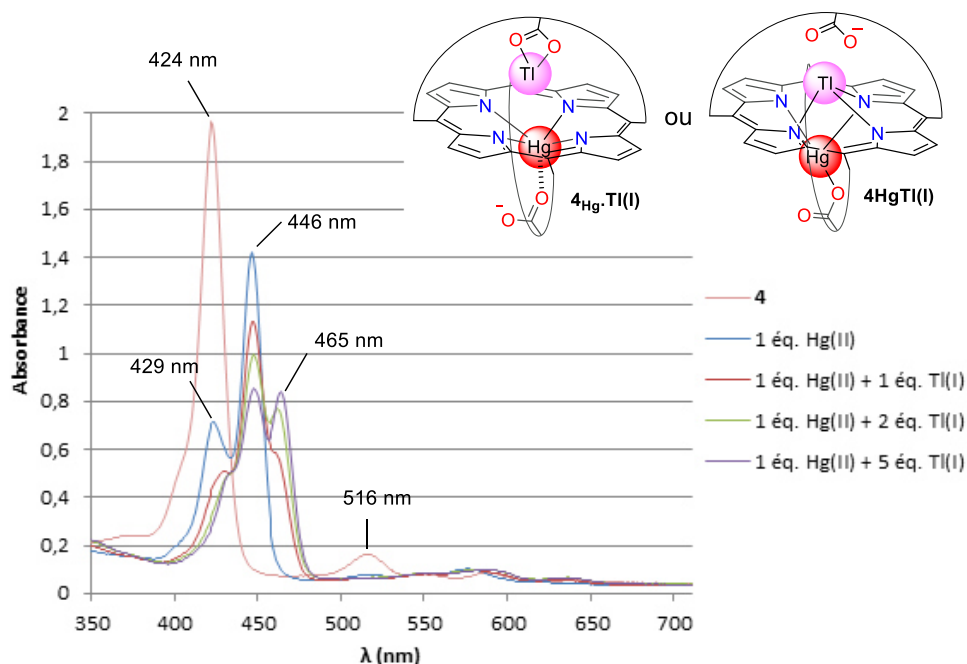 424 nm
446 nm
429 nm
465 nm
516 nm
O
O
Tl
N
N
N
N
Hg
O
⁻O
4Hg.Tl(I)
ou
O
O⁻
Tl
N
N
N
N
Hg
O
O
4HgTl(I)
Absorbance
2
1,8
1,6
1,4
1,2
1
0,8
0,6
0,4
0,2
0
350 400 450 500 550 600 650 700
λ (nm)
4
1 éq. Hg(II)
1 éq. Hg(II) + 1 éq. Tl(I)
1 éq. Hg(II) + 2 éq. Tl(I)
1 éq. Hg(II) + 5 éq. Tl(I)